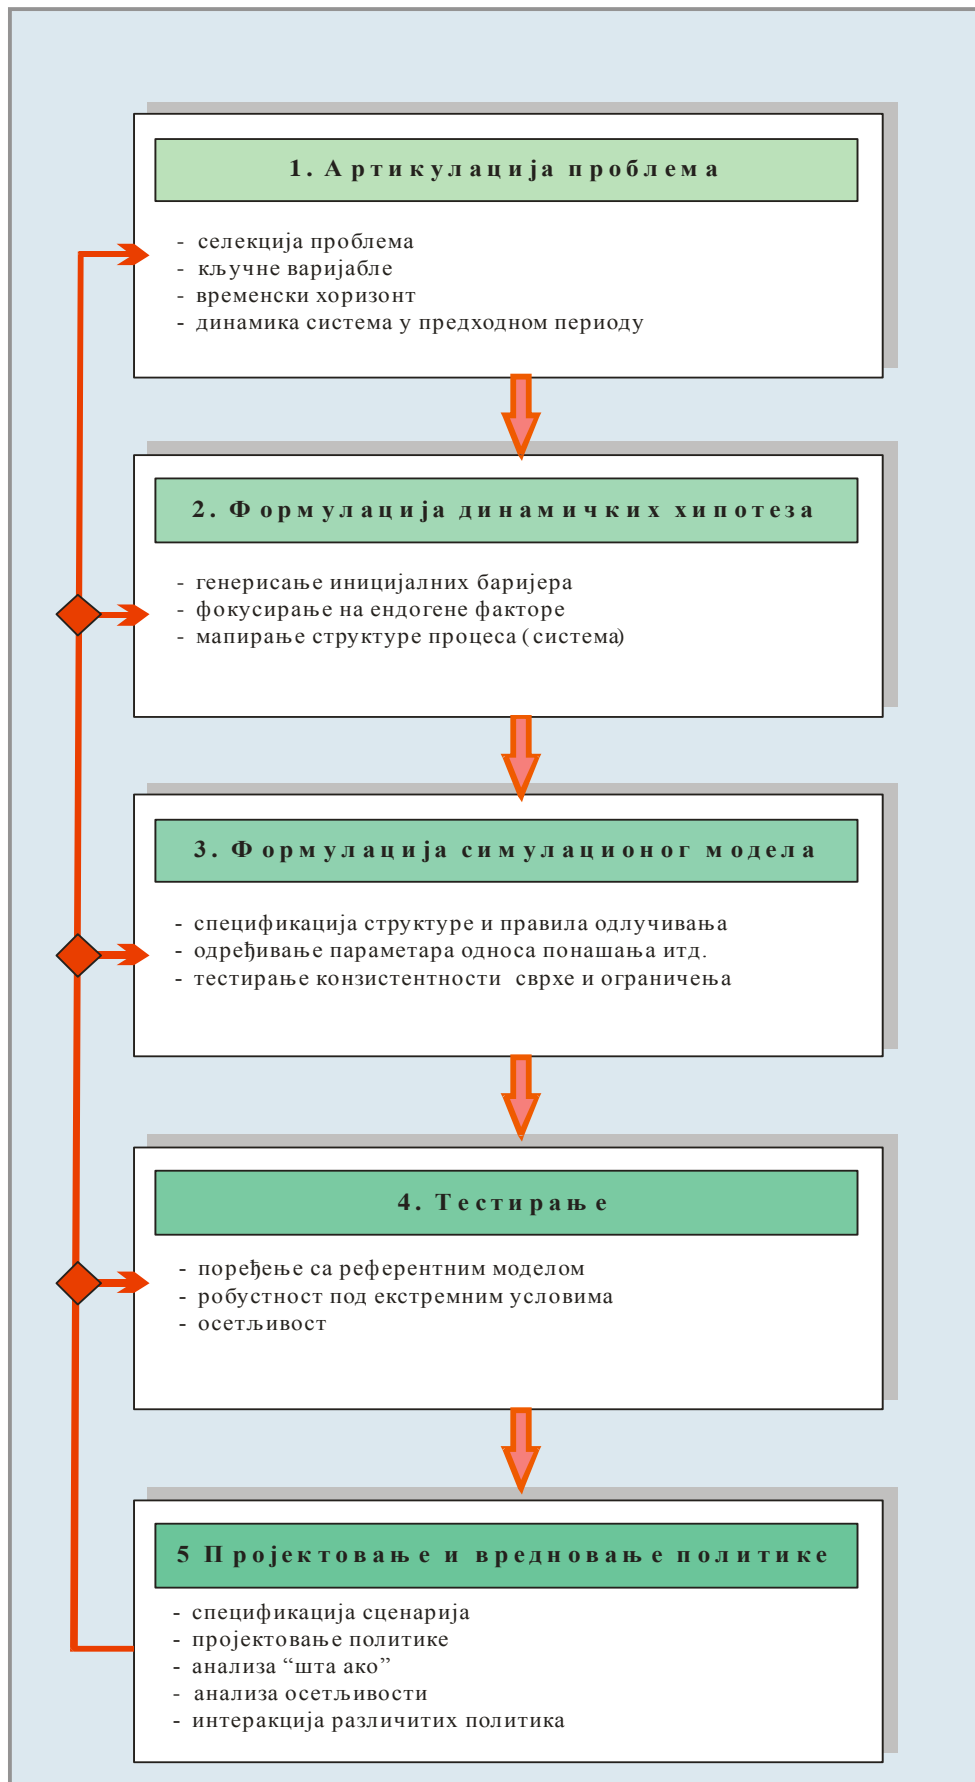 1. Артикулација проблема
- селекција проблема
- кључне варијабле
- временски хоризонт
- динамика система у предходном периоду
2. Формулација динамичких хипотеза
- генерисање иницијалних баријера
- фокусирање на ендогене факторе
- мапирање структуре процеса (система)
3. Формулација симулационог модела
- спецификација структуре и правила одлучивања
- одређивање параметара односа понашања итд.
- тестирање конзистентности сврхе и ограничења
4. Тестирање
- поређење са референтним моделом
- робустност под екстремним условима
- осетљивост
5 Пројектовање и вредновање политике
- спецификација сценарија
- пројектовање политике
- анализа “шта ако”
- анализа осетљивости
- интеракција различитих политика